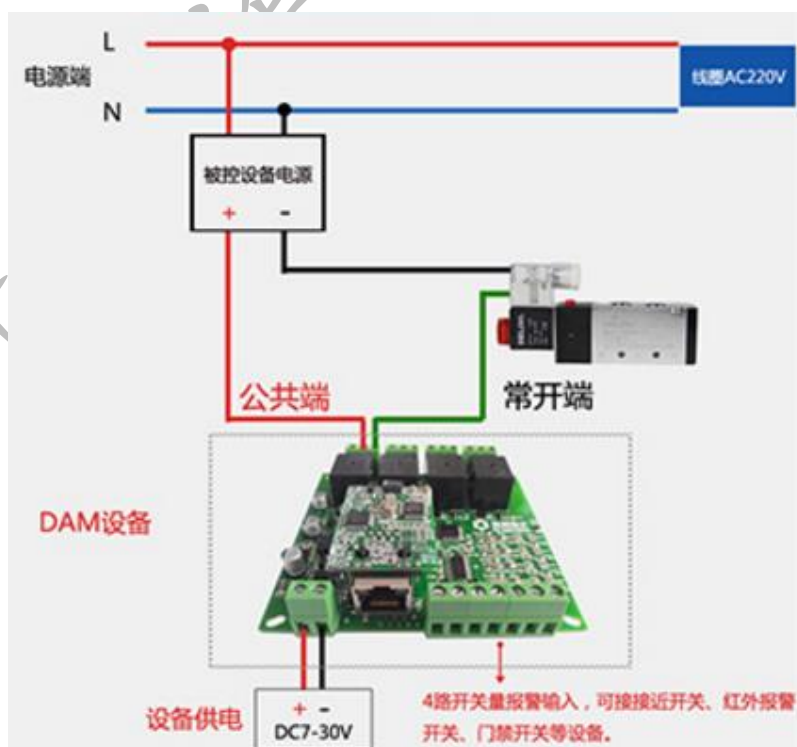 L
电源端
N
线圈AC220V
被控设备电源
+ -
公共端
常开端
DAM设备
设备供电
+ -
DC7-30V
4路开关量报警输入,可接接近开关、红外报警
开关、门禁开关等设备。